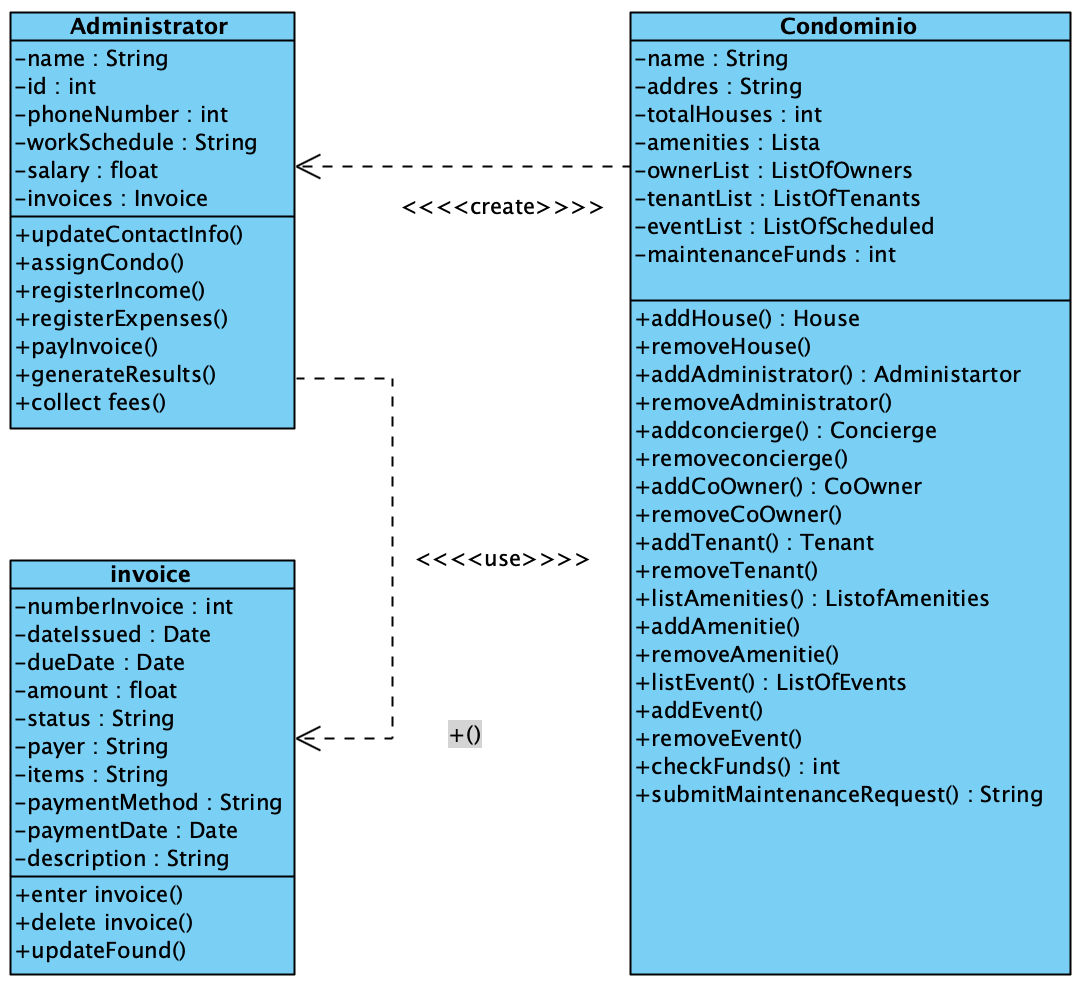 Administrator
-name : String
-id : int
-phoneNumber : int
-workSchedule : String
-salary : float
-invoices : Invoice
+updateContactInfo()
+assignCondo()
+registerIncome()
+registerExpenses()
+payInvoice()
+generateResults()
+collect fees()
<<<<create>>>>
Condominio
-name : String
-addres : String
-totalHouses : int
-amenities : Lista
-ownerList : ListOfOwners
-tenantList : ListOfTenants
-eventList : ListOfScheduled
-maintenanceFunds : int
+addHouse() : House
+removeHouse()
+addAdministrator() : Administartor
+removeAdministrator()
+addconcierge() : Concierge
+removeconcierge()
+addCoOwner() : CoOwner
+removeCoOwner()
+addTenant() : Tenant
+removeTenant()
+listAmenities() : ListofAmenities
+addAmenitie()
+removeAmenitie()
+listEvent() : ListOfEvents
+addEvent()
+removeEvent()
+checkFunds() : int
+submitMaintenanceRequest() : String
<<<<use>>>>
+()
invoice
-numberInvoice : int
-dateIssued : Date
-dueDate : Date
-amount : float
-status : String
-payer : String
-items : String
-paymentMethod : String
-paymentDate : Date
-description : String
+enter invoice()
+delete invoice()
+updateFound()